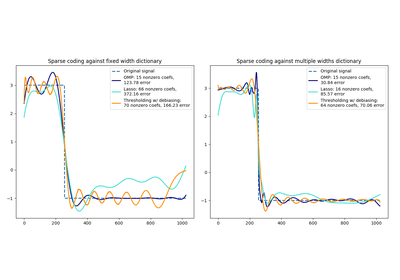 Sparse coding against fixed width dictionary
Original signal
OMP: 15 nonzero coefs,
123.78 error
Lasso: 66 nonzero coefs,
372.16 error
Thresholding w/ debiasing:
70 nonzero coefs, 166.23 error
3
2
1
0
−1
0
200
400
600
800
1000
Sparse coding against multiple widths dictionary
Original signal
OMP: 15 nonzero coefs,
30.84 error
Lasso: 16 nonzero coefs,
85.57 error
Thresholding w/ debiasing:
64 nonzero coefs, 70.06 error
3
2
1
0
−1
0
200
400
600
800
1000